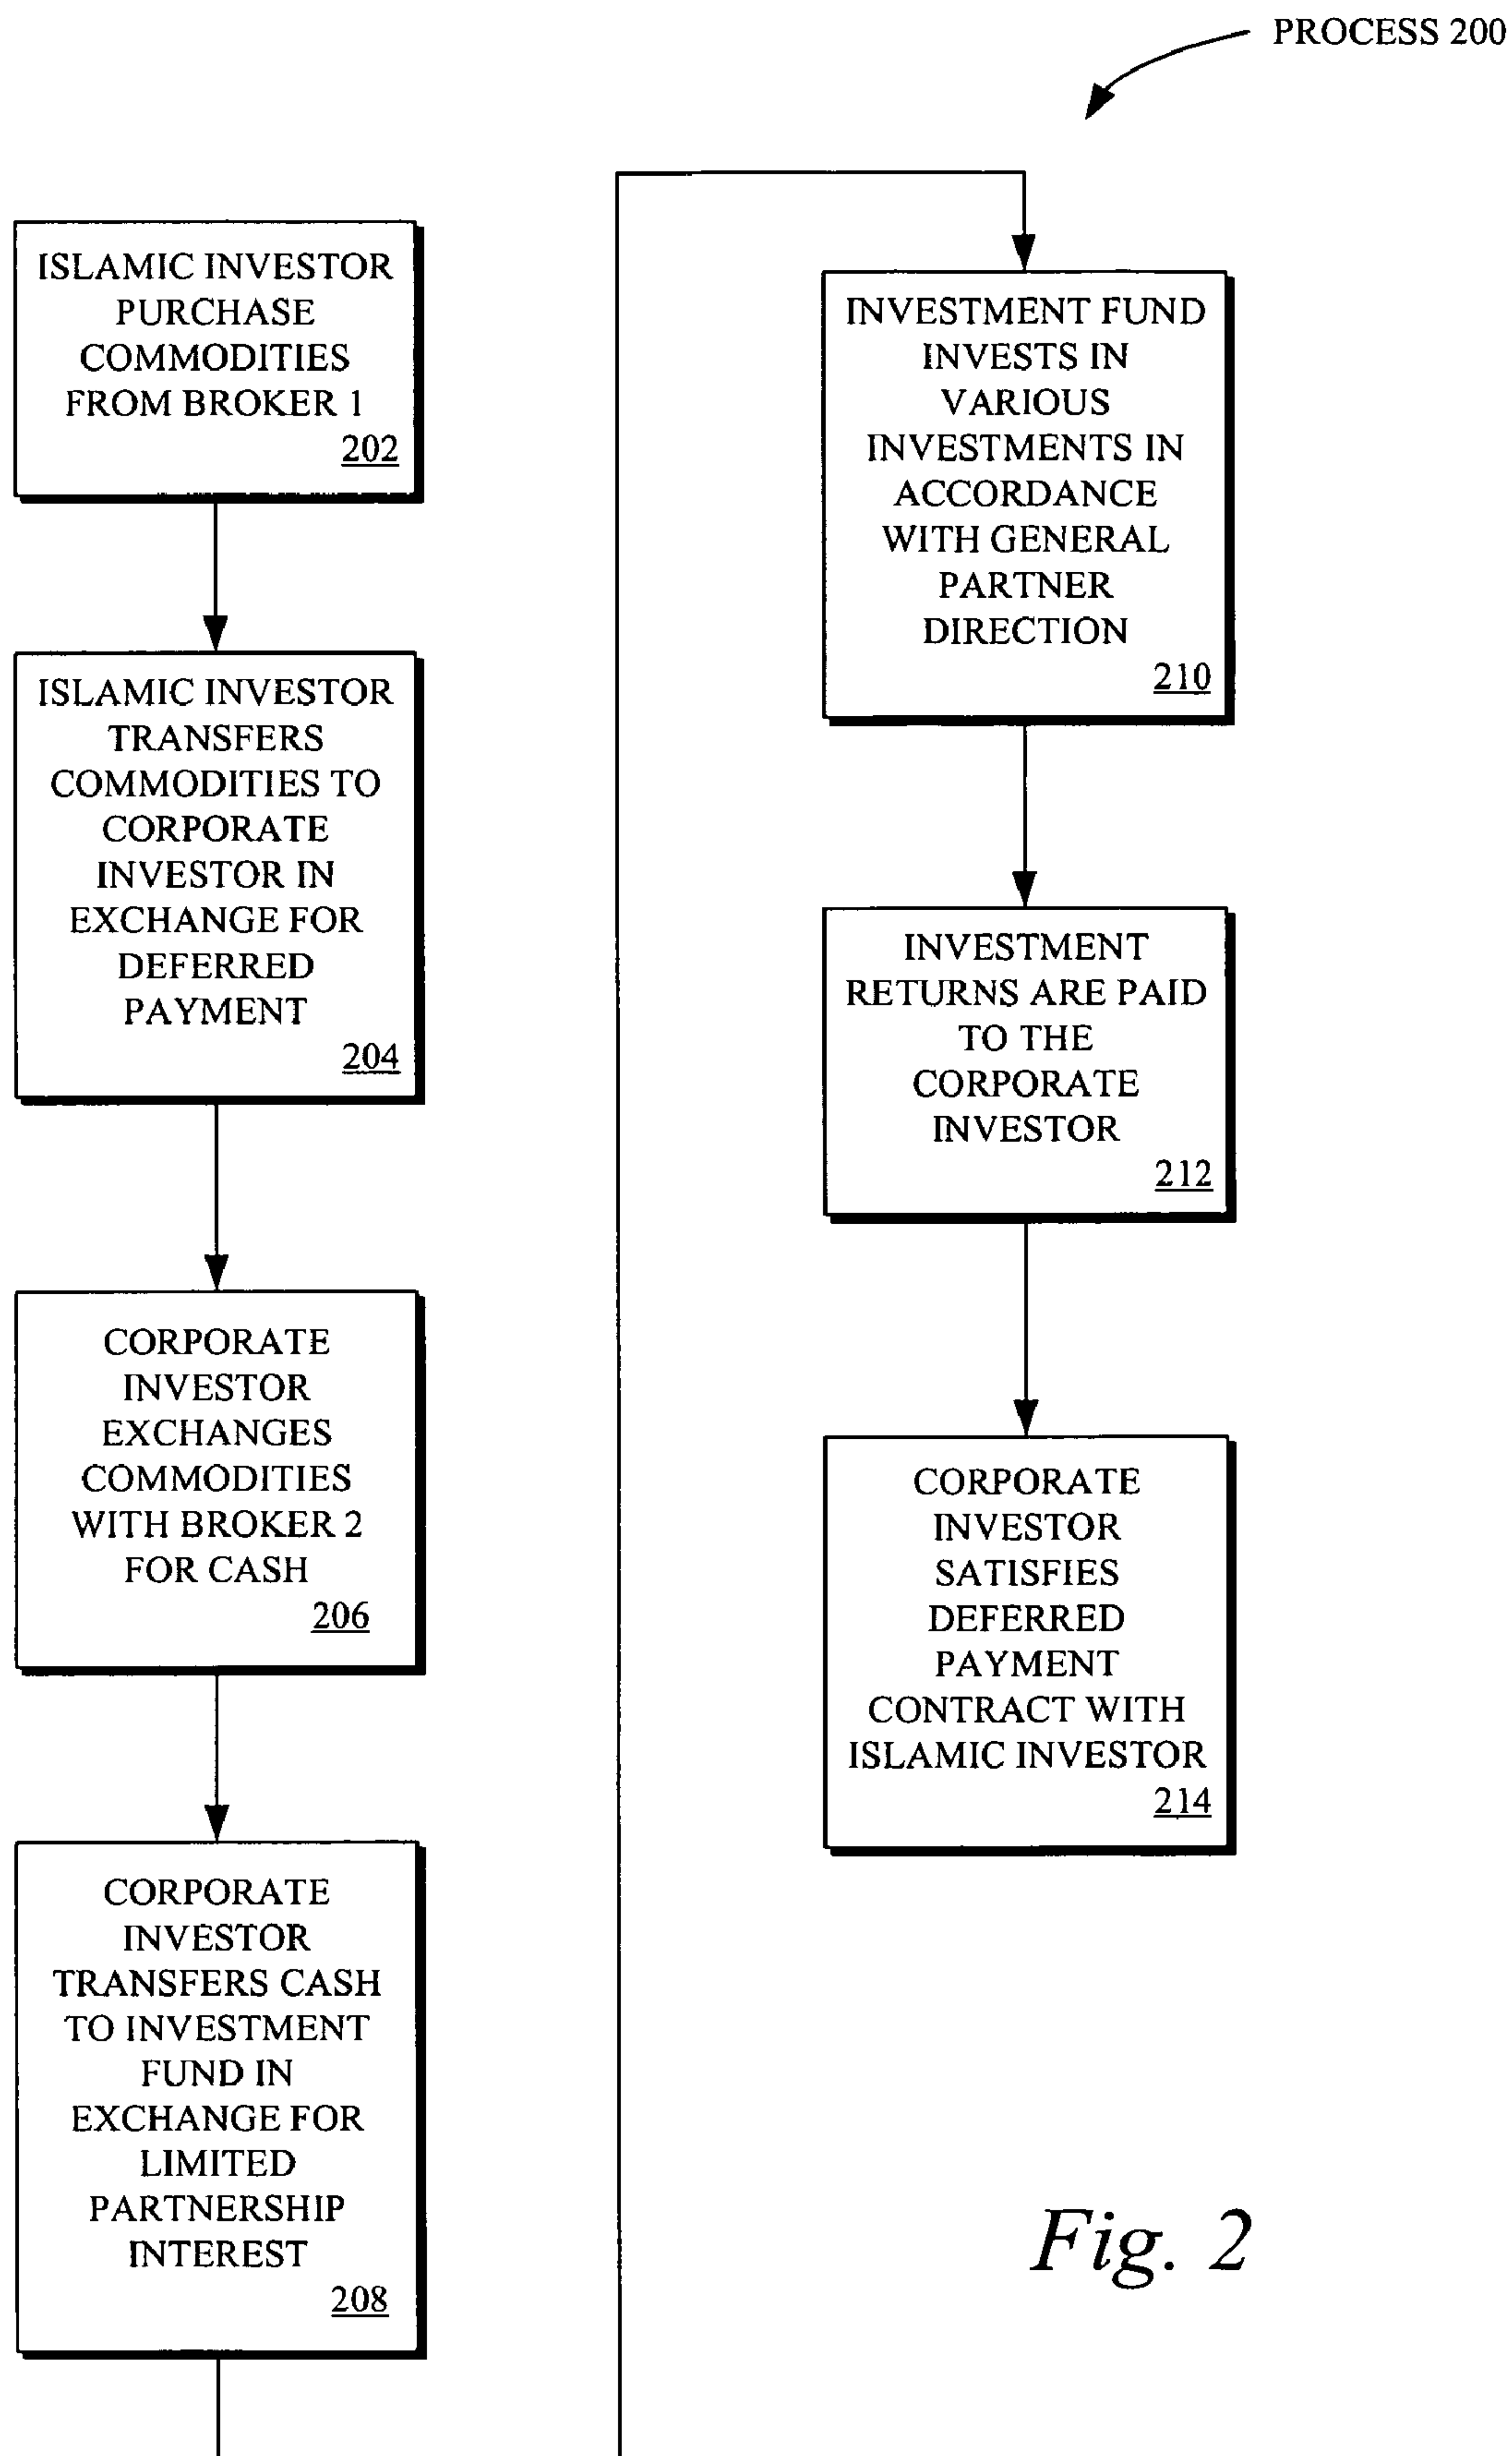 PROCESS 200
ISLAMIC INVESTOR
PURCHASE
COMMODITIES
FROM BROKER 1
202
ISLAMIC INVESTOR
TRANSFERS
COMMODITIES TO
CORPORATE
INVESTOR IN
EXCHANGE FOR
DEFERRED
PAYMENT
204
CORPORATE
INVESTOR
EXCHANGES
COMMODITIES
WITH BROKER 2
FOR CASH
206
CORPORATE
INVESTOR
TRANSFERS CASH
TO INVESTMENT
FUND IN
EXCHANGE FOR
LIMITED
PARTNERSHIP
INTEREST
208
INVESTMENT FUND
INVESTS IN
VARIOUS
INVESTMENTS IN
ACCORDANCE
WITH GENERAL
PARTNER
DIRECTION
210
INVESTMENT
RETURNS ARE PAID
TO THE
CORPORATE
INVESTOR
212
CORPORATE
INVESTOR
SATISFIES
DEFERRED
PAYMENT
CONTRACT WITH
ISLAMIC INVESTOR
214
Fig. 2